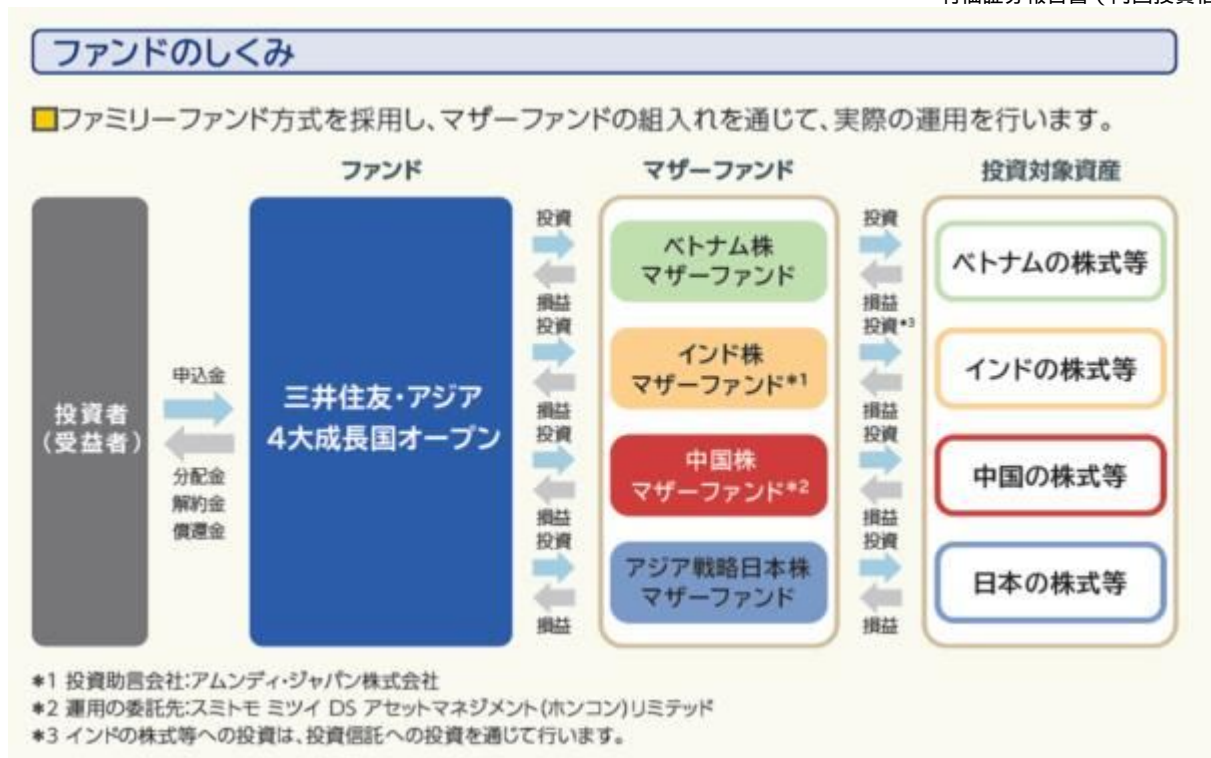 ファンドのしくみ
ファミリーファンド方式を採用し、マザーファンドの組入れを通じて、実際の運用を行います。
ファンド
マザーファンド
投資対象資産
投資者
(受益者)
申込金
分配金
解約金
償還金
三井住友・アジア
4大成長国オープン
投資
損益
ベトナム株
マザーファンド
投資
損益
ベトナムの株式等
投資
損益
インド株
マザーファンド*1
投資*3
損益
インドの株式等
投資
損益
中国株
マザーファンド*2
投資
損益
中国の株式等
投資
損益
アジア戦略日本株
マザーファンド
投資
損益
日本の株式等
*1 投資助言会社:アムンディ・ジャパン株式会社
*2 運用の委託先:スミトモ ミツイ DS アセットマネジメント(ホンコン)リミテッド
*3 インドの株式等への投資は、投資信託への投資を通じて行います。